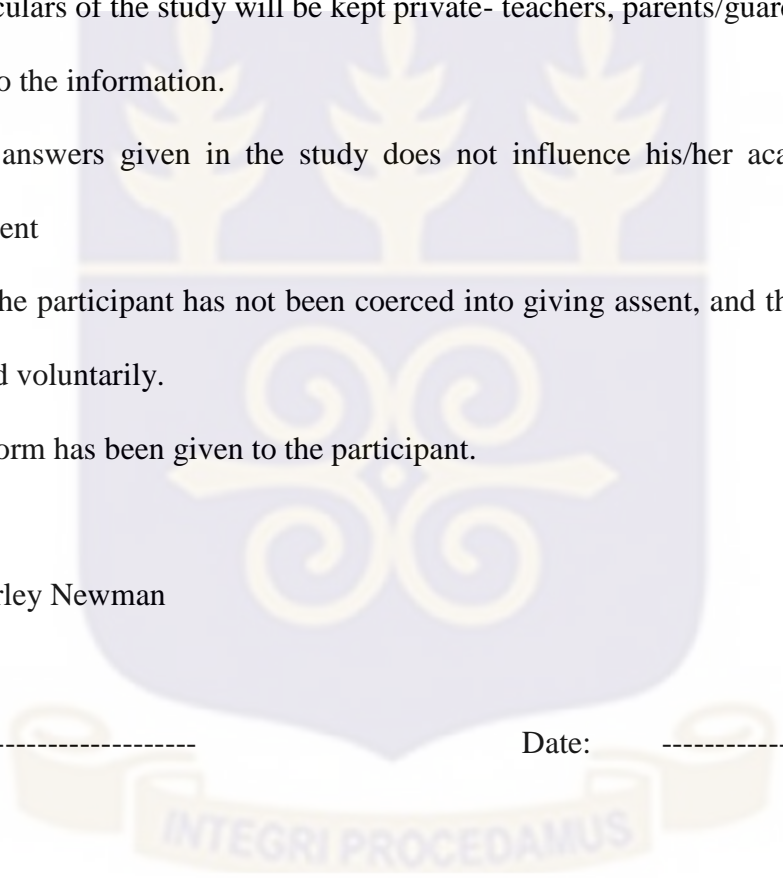 culars of the study will be kept private- teachers, parents/guar
o the information.
answers given in the study does not influence his/her aca
ent
he participant has not been coerced into giving assent, and th
d voluntarily.
orm has been given to the participant.
rley Newman
------------------- Date: ------------
INTEGRI PROCEDAMUS